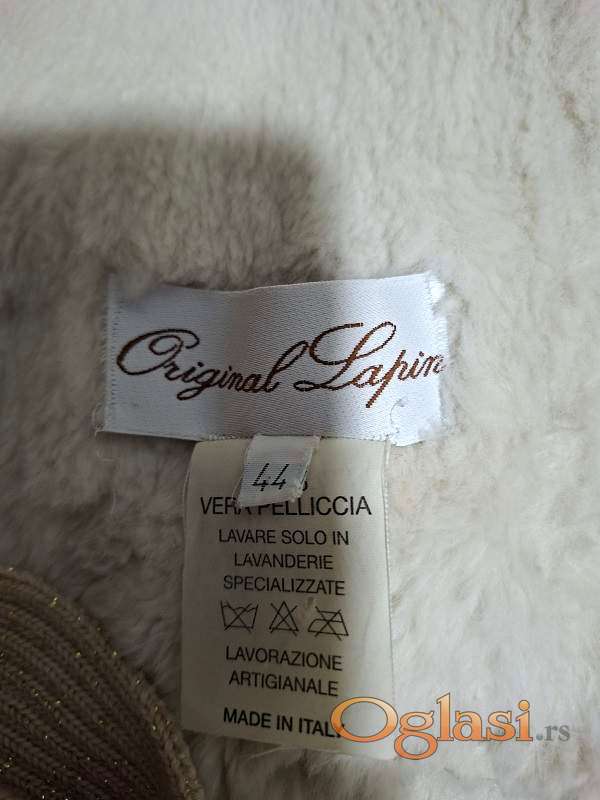 Original Lapin
44
VERA PELLICCIA
LAVARE SOLO IN
LAVANDERIE
SPECIALIZZATE
LAVORAZIONE
ARTIGIANALE
MADE IN ITALY
Oglasi.rs